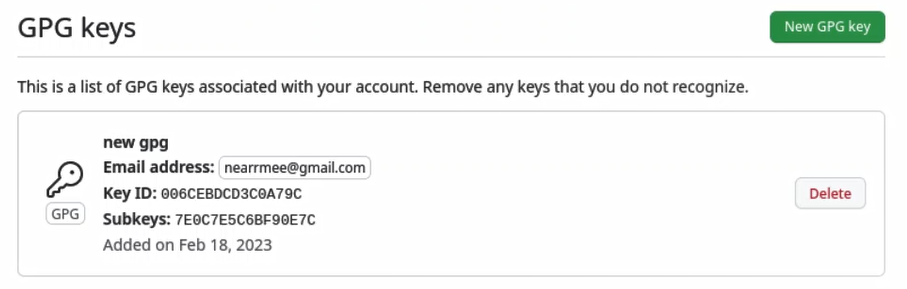 GPG keys
New GPG key
This is a list of GPG keys associated with your account. Remove any keys that you do not recognize.
new gpg
Email address: nearrmee@gmail.com
Key ID: 006CEBDCD3C0A79C
GPG
Subkeys: 7E0C7E5C6BF90E7C
Added on Feb 18, 2023
Delete